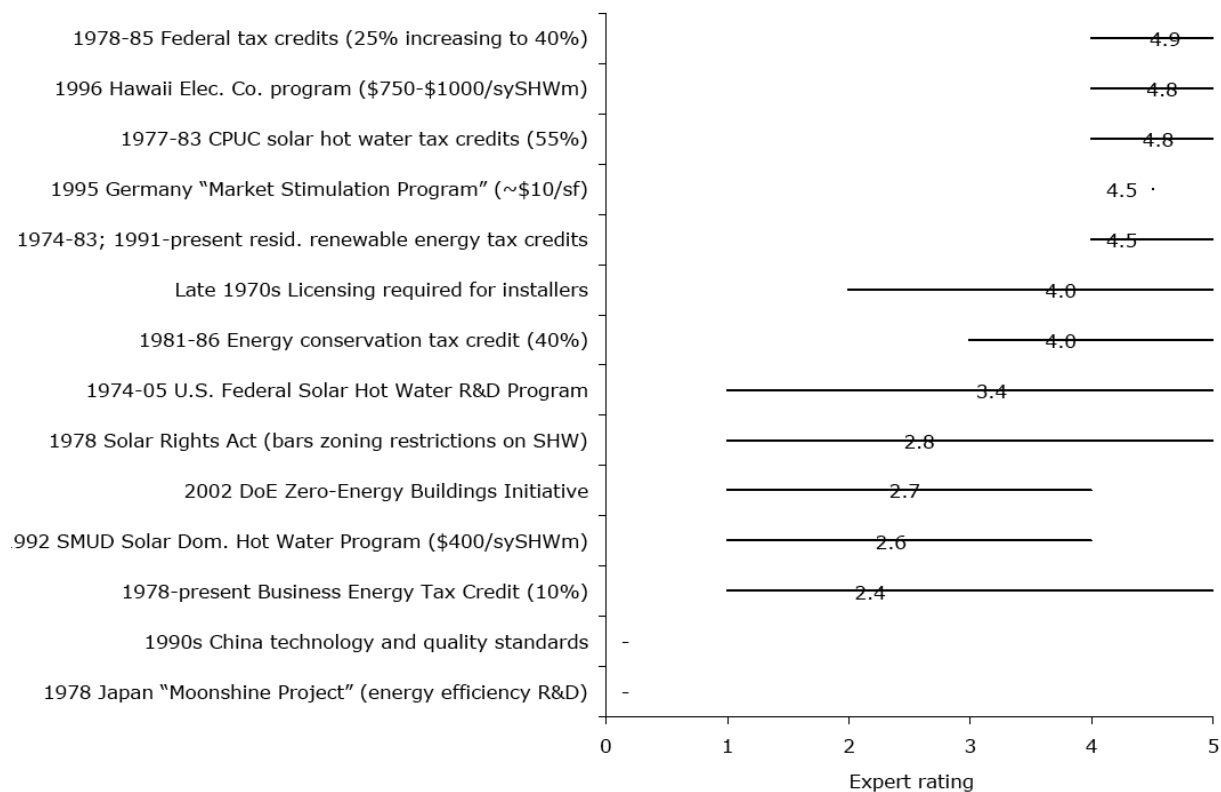 1978-85 Federal tax credits (25% increasing to 40%) 4.9
1996 Hawaii Elec. Co. program ($750-$1000/sySHWm) 4.8
1977-83 CPUC solar hot water tax credits (55%) 4.8
1995 Germany “Market Stimulation Program” (~$10/sf) 4.5
1974-83; 1991-present resid. renewable energy tax credits 4.5
Late 1970s Licensing required for installers 4.0
1981-86 Energy conservation tax credit (40%) 4.0
1974-05 U.S. Federal Solar Hot Water R&D Program 3.4
1978 Solar Rights Act (bars zoning restrictions on SHW) 2.8
2002 DoE Zero-Energy Buildings Initiative 2.7
992 SMUD Solar Dom. Hot Water Program ($400/sySHWm) 2.6
1978-present Business Energy Tax Credit (10%) 2.4
1990s China technology and quality standards -
1978 Japan “Moonshine Project” (energy efficiency R&D) -
0 1 2 3 4 5
Expert rating